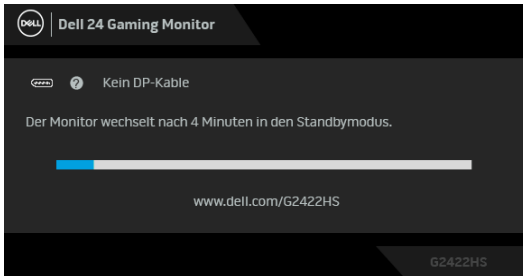 DELL
Dell 24 Gaming Monitor
? Kein DP-Kable
Der Monitor wechselt nach 4 Minuten in den Standbymodus.
www.dell.com/G2422HS
G2422HS